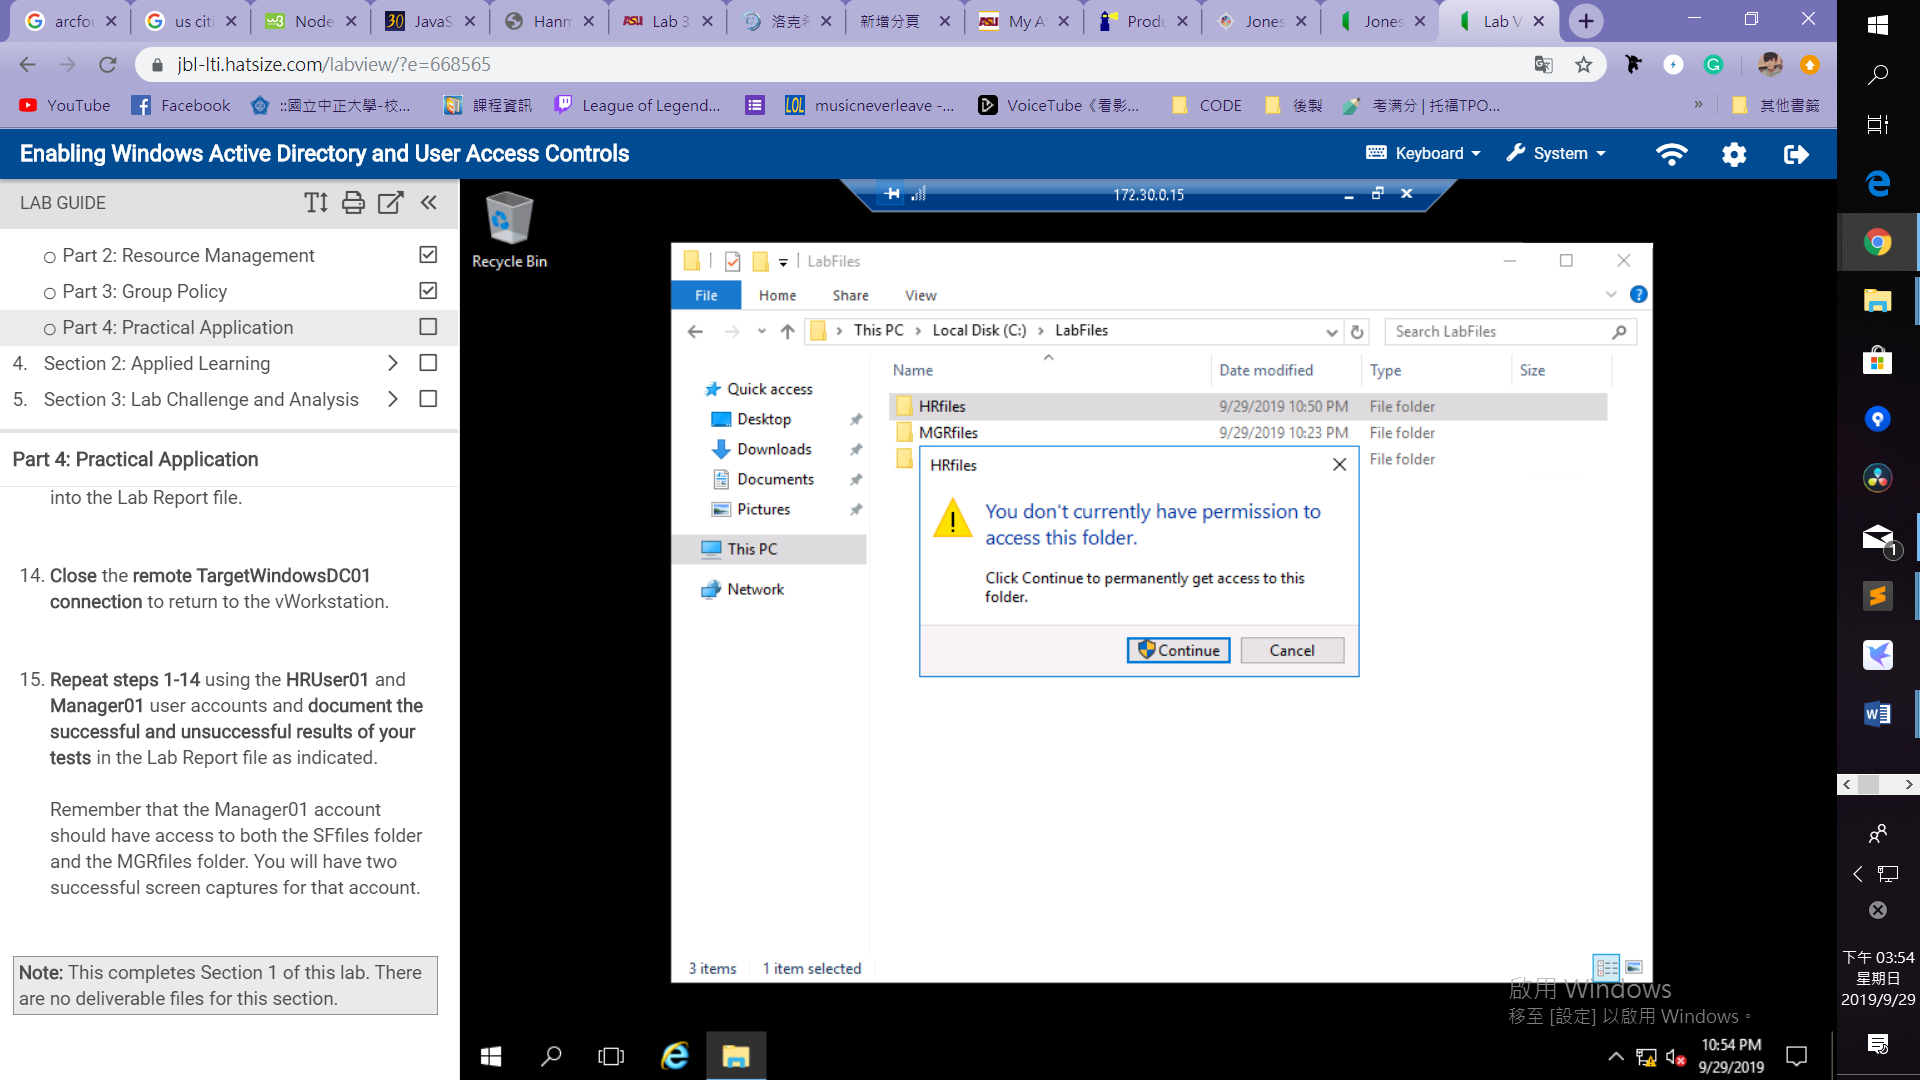 arcfou
us citi
Node
JavaS
Hanm
Lab 3
新增分頁
My A
Produ
Jones
Jones
Lab V
jbl-lti.hatsize.com/labview/?e=668565
YouTube
Facebook
::國立中正大學-校...
課程資訊
League of Legend...
musicneverleave -...
VoiceTube《看影...
CODE
後製
考满分 | 托福TPO...
»
其他書籤
Enabling Windows Active Directory and User Access Controls
Keyboard
System
LAB GUIDE
Part 2: Resource Management
Part 3: Group Policy
Part 4: Practical Application
4. Section 2: Applied Learning
5. Section 3: Lab Challenge and Analysis
Part 4: Practical Application
into the Lab Report file.
14. Close the remote TargetWindowsDC01
connection to return to the vWorkstation.
15. Repeat steps 1-14 using the HRUser01 and
Manager01 user accounts and document the
successful and unsuccessful results of your
tests in the Lab Report file as indicated.
Remember that the Manager01 account
should have access to both the SFfiles folder
and the MGRfiles folder. You will have two
successful screen captures for that account.
Note: This completes Section 1 of this lab. There
are no deliverable files for this section.
Recycle Bin
172.30.0.15
LabFiles
File
Home
Share
View
This PC
Local Disk (C:)
LabFiles
Search LabFiles
Quick access
Desktop
Downloads
Documents
Pictures
This PC
Network
Name
Date modified
Type
Size
HRfiles
9/29/2019 10:50 PM
File folder
MGRfiles
9/29/2019 10:23 PM
File folder
File folder
HRfiles
You don't currently have permission to
access this folder.
Click Continue to permanently get access to this
folder.
Continue
Cancel
3 items
1 item selected
啟用 Windows
移至 [設定] 以啟用 Windows。
10:54 PM
9/29/2019
1
下午 03:54
星期日
2019/9/29